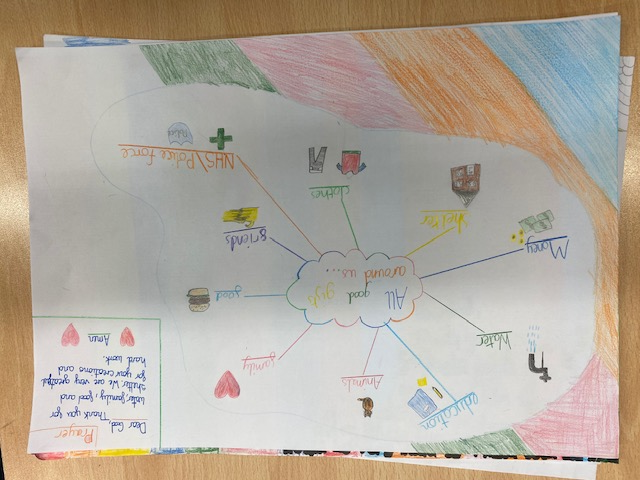 All good gifts
around us...
Money
shelter
clothes
NHS/Police force
Police
friends
food
family
Animals
education
Water
Prayer
Dear God,
Thank you for
water, family, food and
shelter. We are very grateful
for your creations and
hard work.
Amen